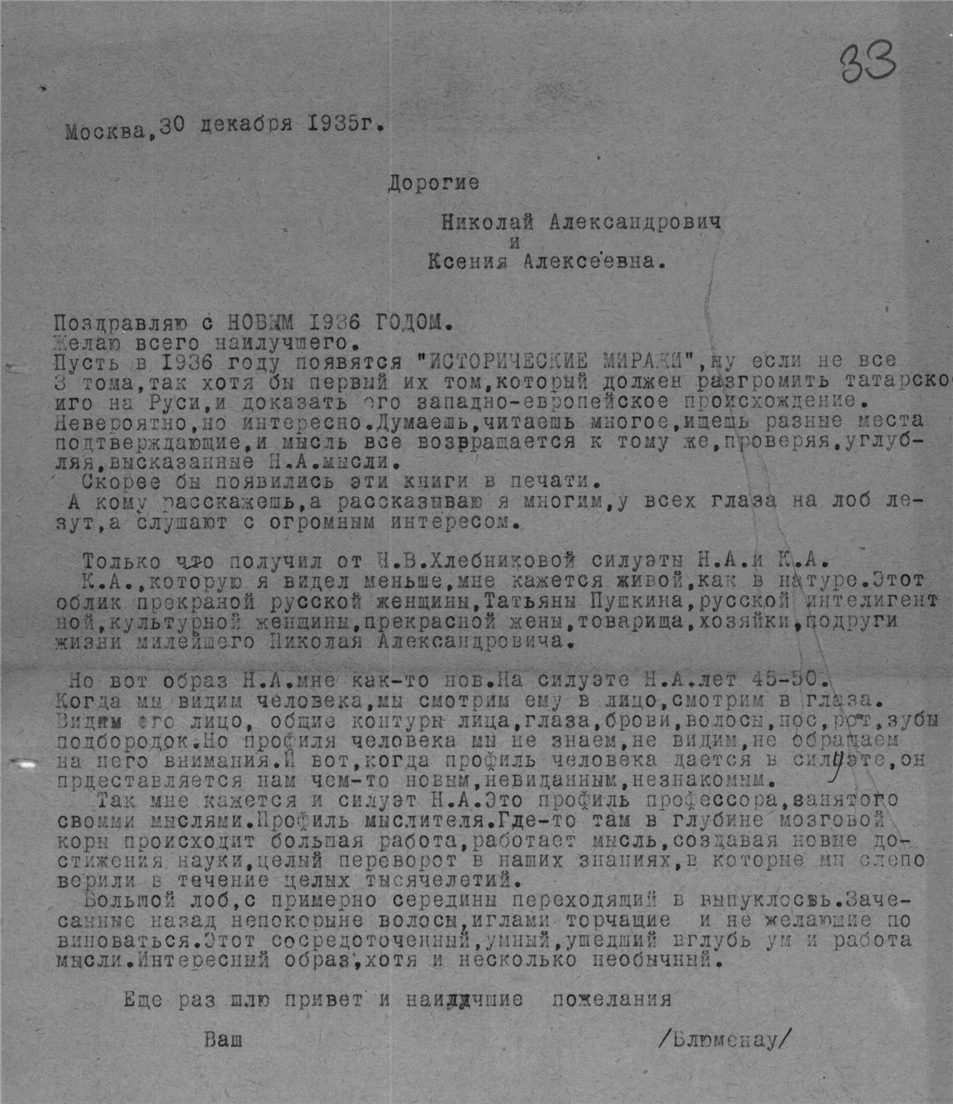 33
Москва,30 декабря 1935г.
Дорогие
Николай Александрович
и
Ксения Алексеевна.
Поздравляю с НОВЫМ 1936 ГОДОМ.
Желаю всего наилучшего.
Пусть в 1936 году появятся "ИСТОРИЧЕСКИЕ МИРАЖИ",ну если не все
3 тома,так хотя бы первый их том,который должен разгромить татарско
иго на Руси,и доказать его западно-европейское происхождение.
Невероятно,но интересно.Думаешь,читаешь многое,ищешь разные места
подтверждающие,и мысль все возвращается к тому же,проверяя,углуб-
ляя,высказанные Н.А.мысли.
Скорее бы появились эти книги в печати.
А кому расскажешь,а рассказываю я многим,у всех глаза на лоб ле-
зут,а слушают с огромным интересом.
Только что получил от Н.В.Хлебниковой силуэты Н.А.и К.А.
К.А.,которую я видел меньше,мне кажется живой,как в натуре.Этот
облик прекраной русской женщины,Татьяны Пушкина,русской интелигент
ной,культурной женщины,прекрасной жены,товарища,хозяйки,подруги
жизни милейшего Николая Александровича.
Но вот образ Н.А.мне как-то нов.На силуэте Н.А.лет 45-50.
Когда мы видим человека,мы смотрим ему в лицо,смотрим в глаза.
Видим его лицо, общие контуры лица,глаза,брови,волосы,нос,рот,зубы
подбородок.Но профиля человека мы не знаем,не видим,не обращаем
на него внимания.И вот,когда профиль человека дается в силуэте,он
прдеставляется нам чем-то новым,невиданным,незнакомым.
Так мне кажется и силуэт Н.А.Это профиль профессора,занятого
своими мыслями.Профиль мыслителя.Где-то там в глубине мозговой
коры происходит большая работа,работает мысль,создавая новые до-
стижения науки,целый переворот в наших знаниях,в которые мы слепо
верили в течение целых тысячелетий.
Большой лоб,с примерно середины переходящий в выпуклосвь.Заче-
санные назад непокорыне волосы,иглами торчащие и не желающие по
виноваться.Этот сосредоточенный,умный,ушедший вглубь ум и работа
мысли.Интересный образ,хотя и несколько необычный.
Еще раз шлю привет и наилучшие пожелания
Ваш /Блюменау/